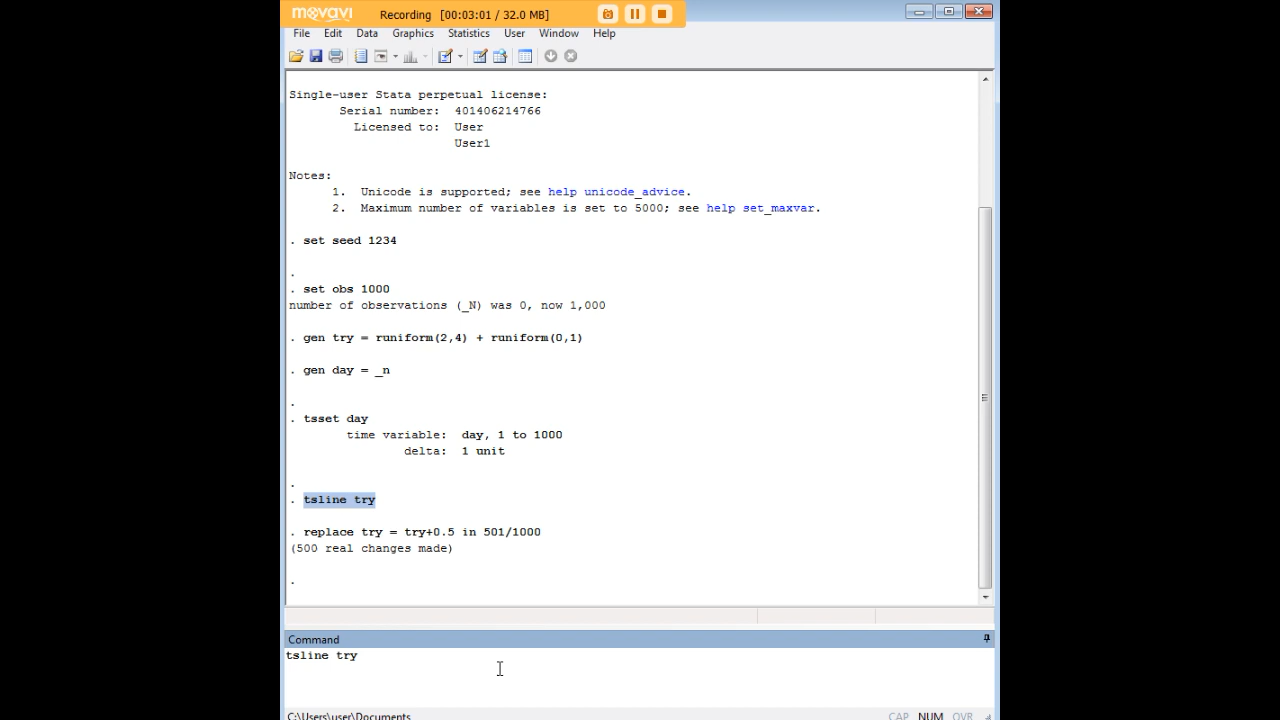 movavi Recording [00:03:01 / 32.0 MB]
File Edit Data Graphics Statistics User Window Help
Single-user Stata perpetual license:
Serial number: 401406214766
Licensed to: User
User1
Notes:
1. Unicode is supported; see help unicode_advice.
2. Maximum number of variables is set to 5000; see help set_maxvar.
. set seed 1234
.
. set obs 1000
number of observations (_N) was 0, now 1,000
. gen try = runiform(2,4) + runiform(0,1)
. gen day = _n
.
. tsset day
time variable: day, 1 to 1000
delta: 1 unit
.
. tsline try
. replace try = try+0.5 in 501/1000
(500 real changes made)
.
Command
tsline try
C:\Users\user\Documents CAP NUM OVR